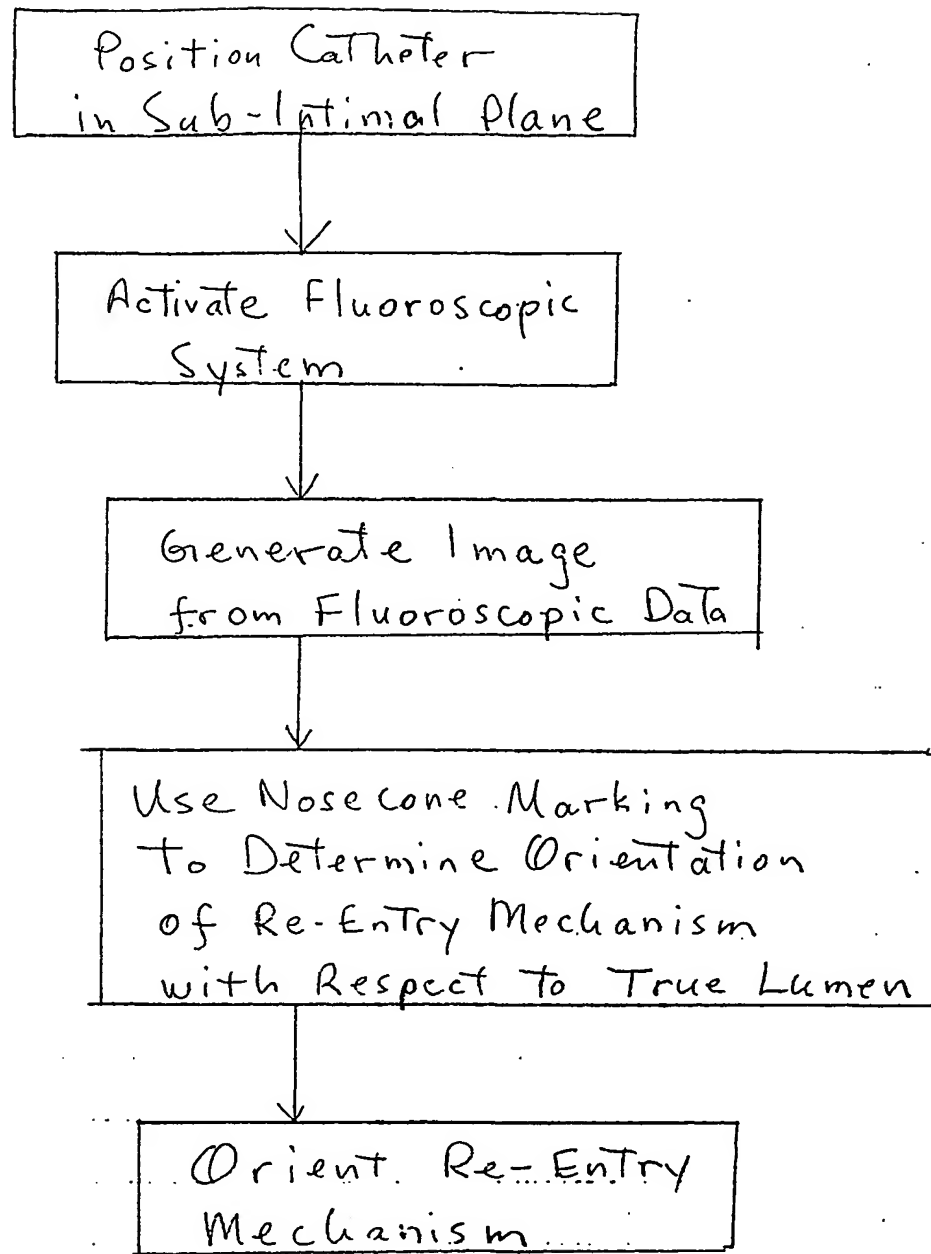 Position Catheter
in Sub-Intimal Plane
Activate Fluoroscopic
System
Generate Image
from Fluoroscopic Data
Use Nosecone Marking
To Determine Orientation
of Re-Entry Mechanism
with Respect To True Lumen
Orient Re-Entry
Mechanism